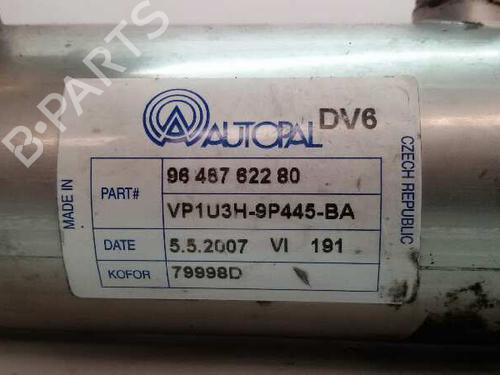 AUTOPAL DV6
MADE IN
CZECH REPUBLIC
PART# 96 467 622 80
VP1U3H-9P445-BA
DATE 5.5.2007 VI 191
KOFOR 79998D
B-PARTS